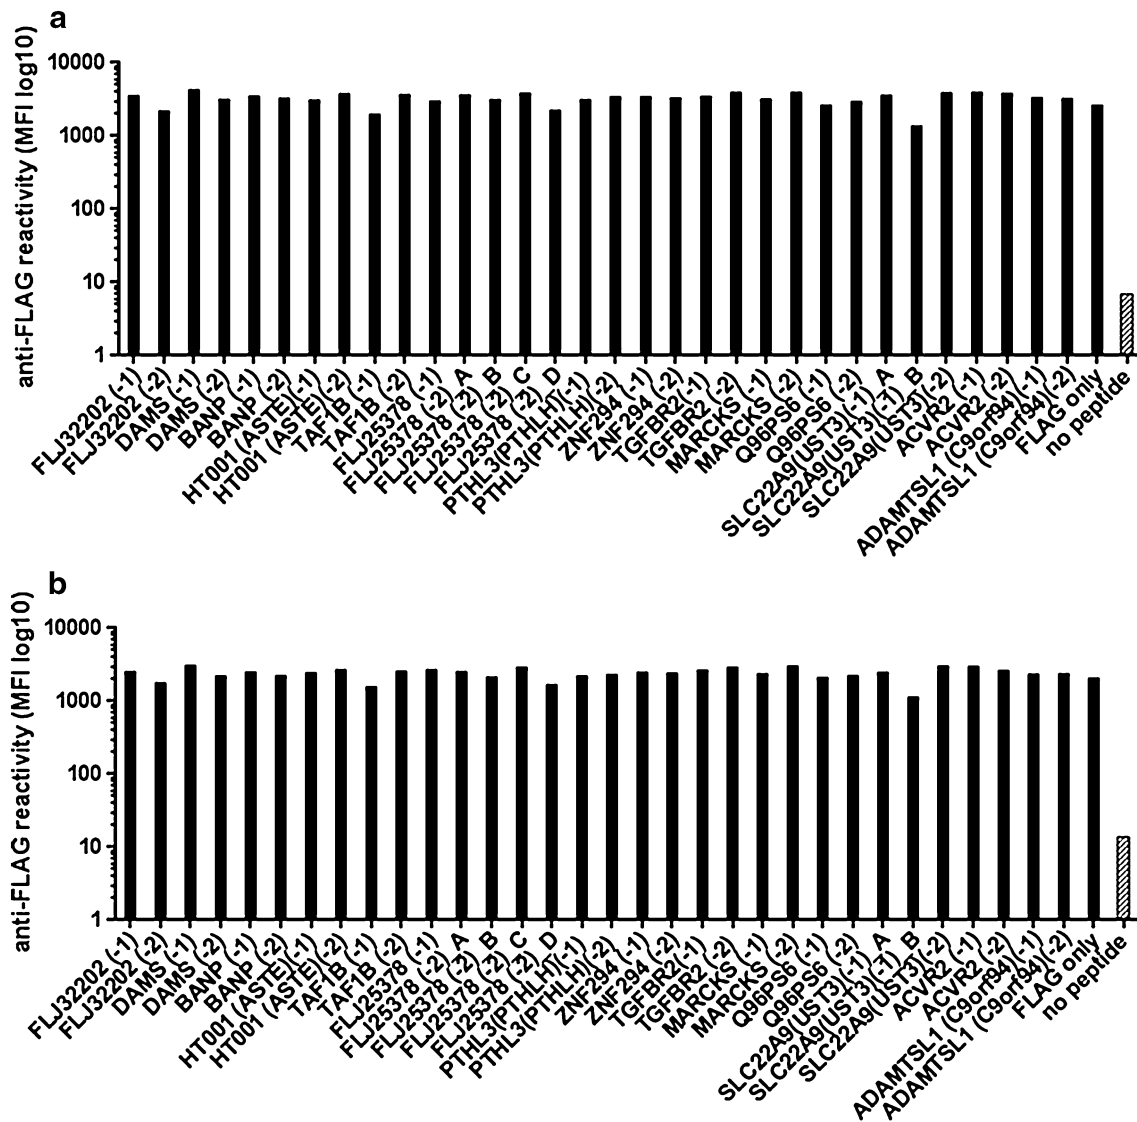 a
anti-FLAG reactivity (MFI log10)
10000
1000
100
10
1
FLJ32202 (-1)
FLJ32202 (-2)
DAMS (-1)
DAMS (-2)
BANP (-1)
BANP (-2)
HT001 (ASTE)(-1)
HT001 (ASTE)(-2)
TAF1B (-1)
TAF1B (-2)
FLJ25378 (-1)
FLJ25378 (-2) A
FLJ25378 (-2) B
FLJ25378 (-2) C
FLJ25378 (-2) D
PTHL3(PTHLH)(-1)
PTHL3(PTHLH)(-2)
ZNF294 (-1)
ZNF294 (-2)
TGFBR2(-1)
TGFBR2 (-2)
MARCKS (-1)
MARCKS (-2)
Q96PS6 (-1)
Q96PS6 (-2)
SLC22A9(UST3)(-1) A
SLC22A9(UST3)(-1) B
SLC22A9(UST3)(-2)
ACVR2 (-1)
ACVR2 (-2)
ADAMTSL1 (C9orf94)(-1)
ADAMTSL1 (C9orf94)(-2)
FLAG only
no peptide
b
anti-FLAG reactivity (MFI log10)
10000
1000
100
10
1
FLJ32202 (-1)
FLJ32202 (-2)
DAMS (-1)
DAMS (-2)
BANP (-1)
BANP (-2)
HT001 (ASTE)(-1)
HT001 (ASTE)(-2)
TAF1B (-1)
TAF1B (-2)
FLJ25378 (-1)
FLJ25378 (-2) A
FLJ25378 (-2) B
FLJ25378 (-2) C
FLJ25378 (-2) D
PTHL3(PTHLH)(-1)
PTHL3(PTHLH)(-2)
ZNF294 (-1)
ZNF294 (-2)
TGFBR2(-1)
TGFBR2 (-2)
MARCKS (-1)
MARCKS (-2)
Q96PS6 (-1)
Q96PS6 (-2)
SLC22A9(UST3)(-1) A
SLC22A9(UST3)(-1) B
SLC22A9(UST3)(-2)
ACVR2 (-1)
ACVR2 (-2)
ADAMTSL1 (C9orf94)(-1)
ADAMTSL1 (C9orf94)(-2)
FLAG only
no peptide